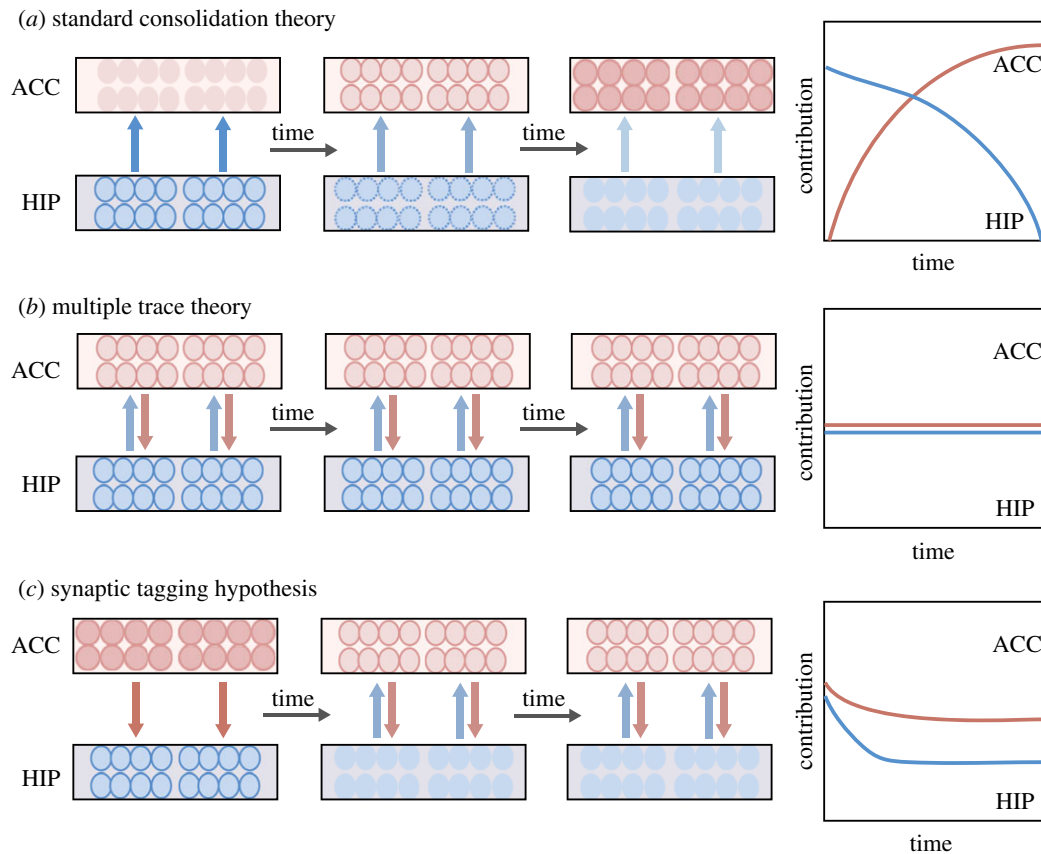 (a) standard consolidation theory
ACC
time
time
HIP
contribution
ACC
HIP
time
(b) multiple trace theory
ACC
time
time
HIP
contribution
ACC
HIP
time
(c) synaptic tagging hypothesis
ACC
time
time
HIP
contribution
ACC
HIP
time